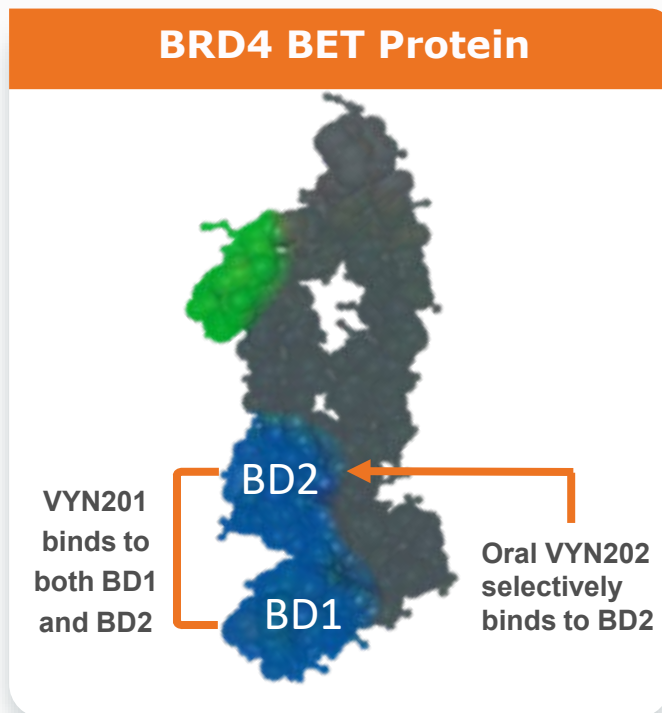 BRD4 BET Protein
BD2
VYN201
binds to
both BD1
and BD2
Oral VYN202
selectively
binds to BD2
BD1